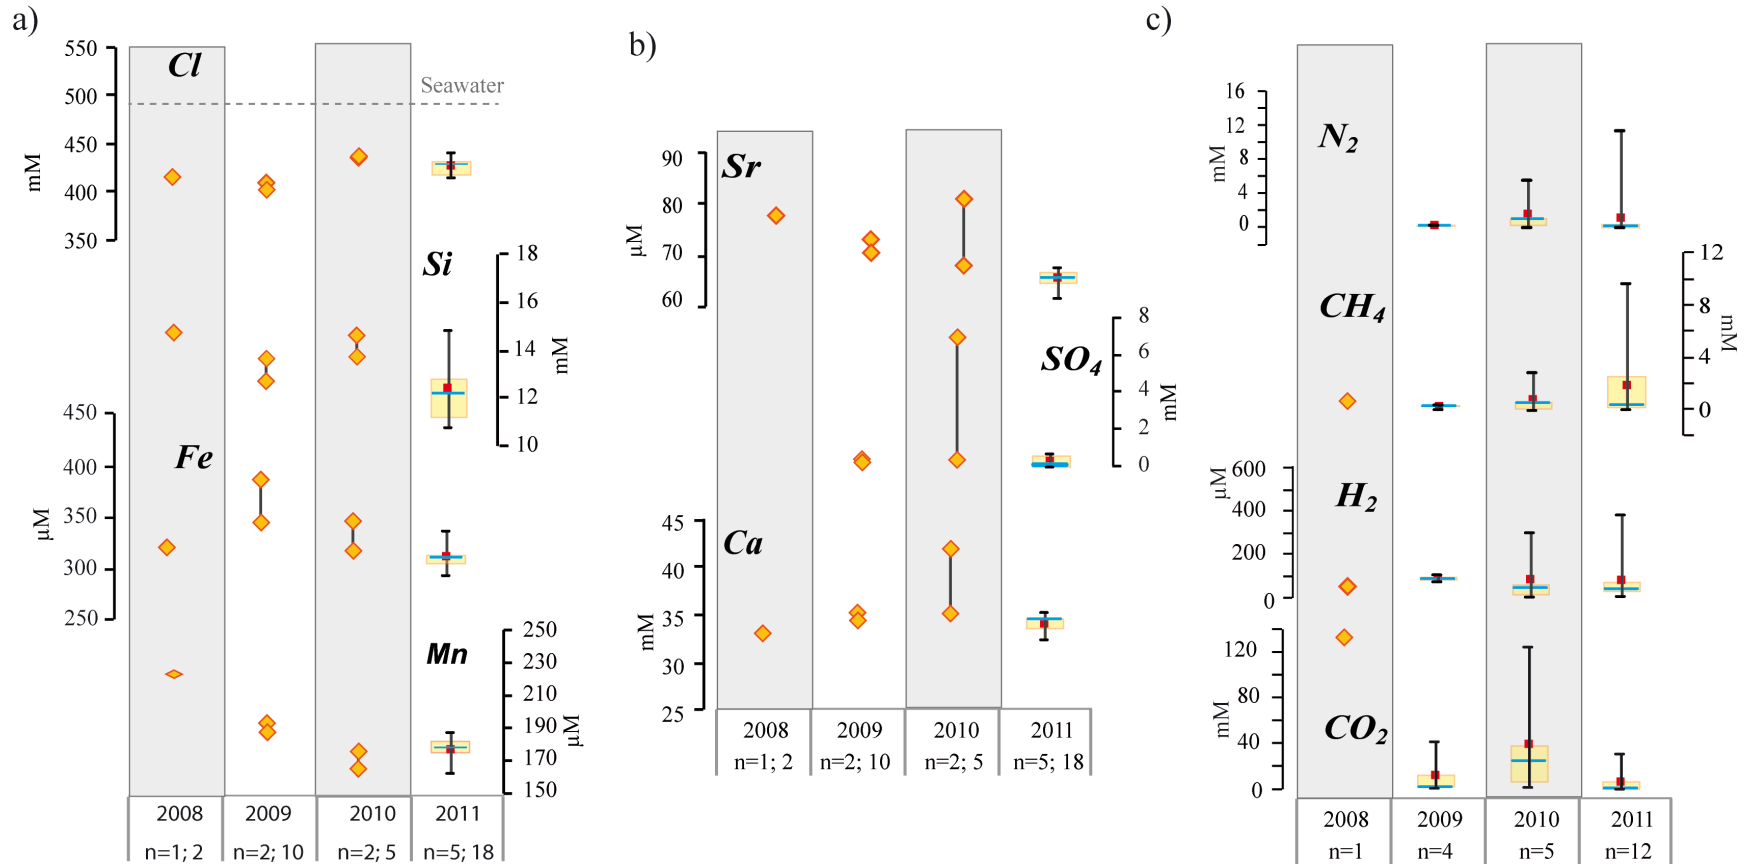 a)
550
500
450
400
350
mM
Cl
Seawater
Si
18
16
14
12
10
mM
450
400
350
300
250
µM
Fe
Mn
250
230
210
190
170
150
µM
2008
2009
2010
2011
n=1; 2
n=2; 10
n=2; 5
n=5; 18
b)
90
80
70
60
µM
Sr
SO4
8
6
4
2
0
mM
45
40
35
30
25
mM
Ca
2008
2009
2010
2011
n=1; 2
n=2; 10
n=2; 5
n=5; 18
c)
16
12
8
4
0
mM
N2
CH4
12
8
4
0
mM
600
400
200
0
µM
H2
120
80
40
0
mM
CO2
2008
2009
2010
2011
n=1
n=4
n=5
n=12